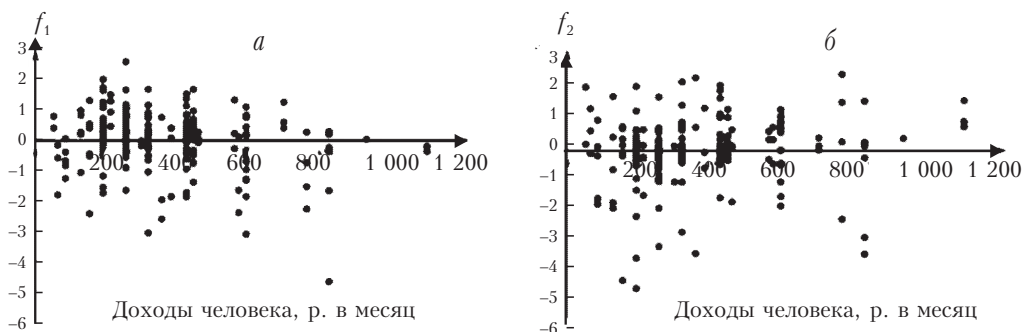 f1
а
3
2
1
0
–1
–2
–3
–4
–5
–6
200 400 600 800 1 000 1 200
Доходы человека, р. в месяц
f2
б
3
2
1
0
–1
–2
–3
–4
–5
–6
200 400 600 800 1 000 1 200
Доходы человека, р. в месяц